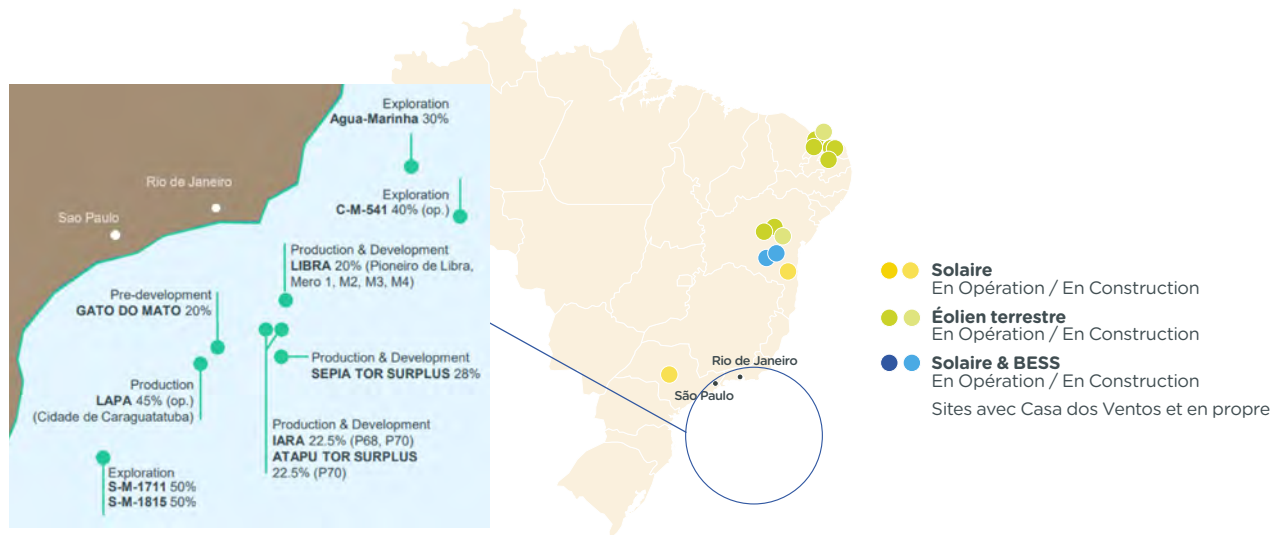 Exploration
Agua-Marinha 30%
Rio de Janeiro
Exploration
C-M-541 40% (op.)
Sao Paulo
Production & Development
LIBRA 20% (Pioneiro de Libra,
Mero 1, M2, M3, M4)
Pre-development
GATO DO MATO 20%
Production & Development
SEPIA TOR SURPLUS 28%
Production
LAPA 45% (op.)
(Cidade de Caraguatatuba)
Production & Development
IARA 22.5% (P68, P70)
ATAPU TOR SURPLUS
22.5% (P70)
Exploration
S-M-1711 50%
S-M-1815 50%
Rio de Janeiro
São Paulo
Solaire
En Opération / En Construction
Éolien terrestre
En Opération / En Construction
Solaire & BESS
En Opération / En Construction
Sites avec Casa dos Ventos et en propre